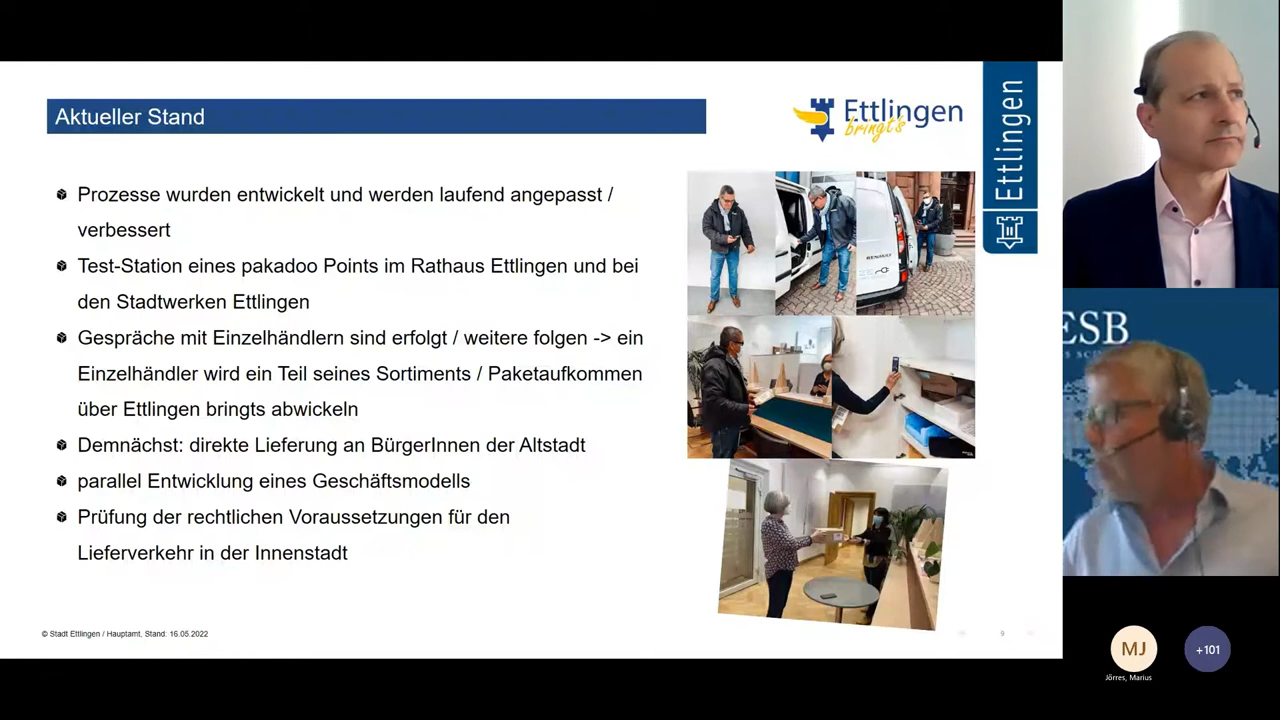 Aktueller Stand
Ettlingen
bringt's
Ettlingen
Prozesse wurden entwickelt und werden laufend angepasst /
verbessert
Test-Station eines pakadoo Points im Rathaus Ettlingen und bei
den Stadtwerken Ettlingen
Gespräche mit Einzelhändlern sind erfolgt / weitere folgen -> ein
Einzelhändler wird ein Teil seines Sortiments / Paketaufkommen
über Ettlingen bringts abwickeln
Demnächst: direkte Lieferung an BürgerInnen der Altstadt
parallel Entwicklung eines Geschäftsmodells
Prüfung der rechtlichen Voraussetzungen für den
Lieferverkehr in der Innenstadt
RENAULT
© Stadt Ettlingen / Hauptamt, Stand: 16.05.2022
9
ESB
MJ
+101
Jörres, Marius